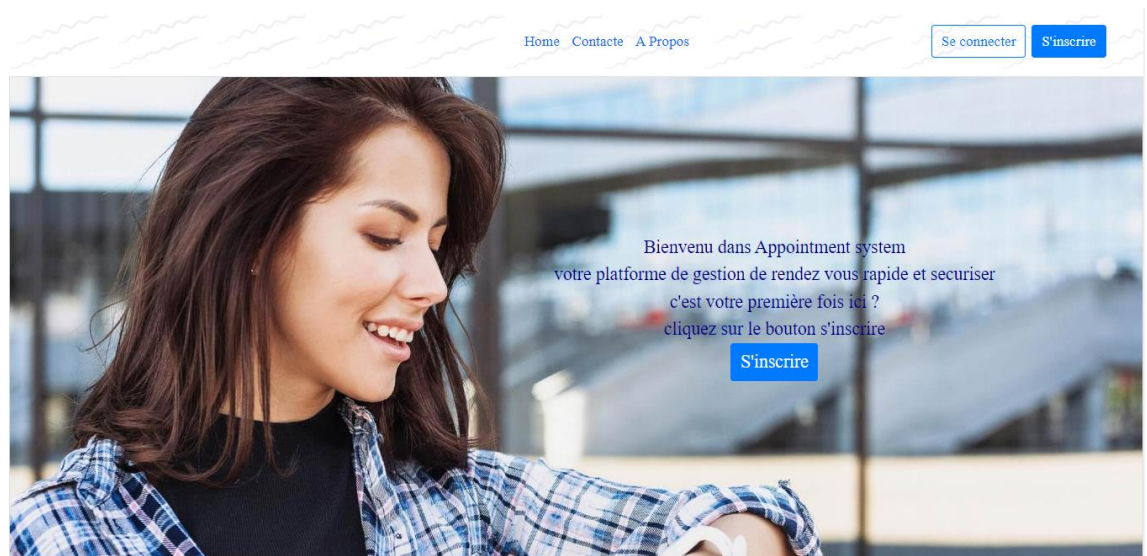 Home Contacte A Propos Se connecter S'inscrire
Bienvenu dans Appointment system
votre platforme de gestion de rendez vous rapide et securiser
c'est votre première fois ici ?
cliquez sur le bouton s'inscrire
S'inscrire